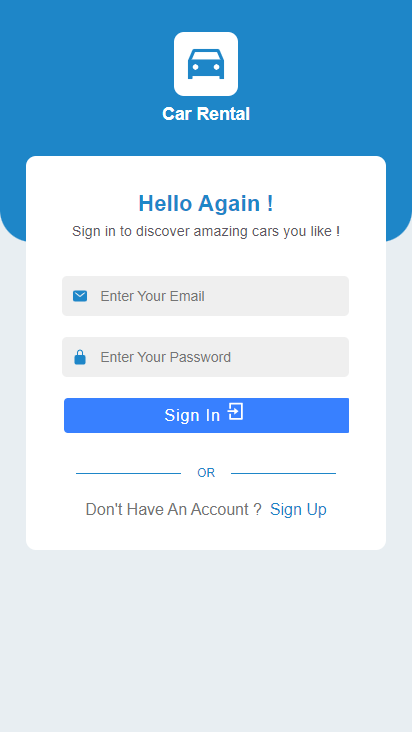 Car Rental
Hello Again !
Sign in to discover amazing cars you like !
Enter Your Email
Enter Your Password
Sign In
OR
Don't Have An Account ? Sign Up